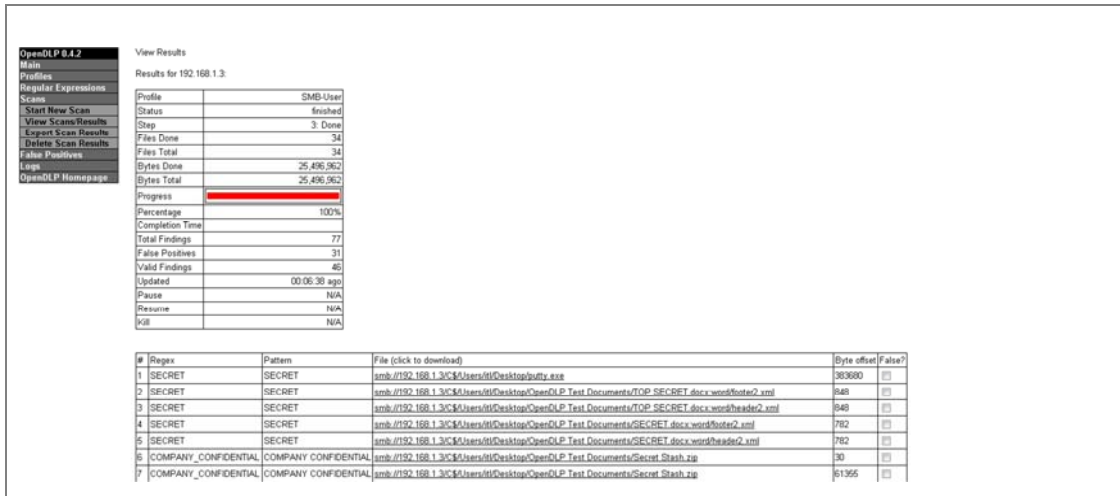 OpenDLP 0.4.2
Main
Profiles
Regular Expressions
Scans
Start New Scan
View Scans/Results
Export Scan Results
Delete Scan Results
False Positives
Logs
OpenDLP Homepage
View Results
Results for 192.168.1.3:
Profile SMB-User
Status finished
Step 3: Done
Files Done 34
Files Total 34
Bytes Done 25,496,962
Bytes Total 25,496,962
Progress
Percentage 100%
Completion Time
Total Findings 77
False Positives 31
Valid Findings 46
Updated 00:06:38 ago
Pause N/A
Resume N/A
Kill N/A
# Regex Pattern File (click to download) Byte offset False?
1 SECRET SECRET smb://192.168.1.3/C$/Users/itl/Desktop/putty.exe 383680
2 SECRET SECRET smb://192.168.1.3/C$/Users/itl/Desktop/OpenDLP Test Documents/TOP SECRET.docx:word/footer2.xml 848
3 SECRET SECRET smb://192.168.1.3/C$/Users/itl/Desktop/OpenDLP Test Documents/TOP SECRET.docx:word/header2.xml 848
4 SECRET SECRET smb://192.168.1.3/C$/Users/itl/Desktop/OpenDLP Test Documents/SECRET.docx:word/footer2.xml 782
5 SECRET SECRET smb://192.168.1.3/C$/Users/itl/Desktop/OpenDLP Test Documents/SECRET.docx:word/header2.xml 782
6 COMPANY_CONFIDENTIAL COMPANY CONFIDENTIAL smb://192.168.1.3/C$/Users/itl/Desktop/OpenDLP Test Documents/Secret Stash.zip 30
7 COMPANY_CONFIDENTIAL COMPANY CONFIDENTIAL smb://192.168.1.3/C$/Users/itl/Desktop/OpenDLP Test Documents/Secret Stash.zip 61355